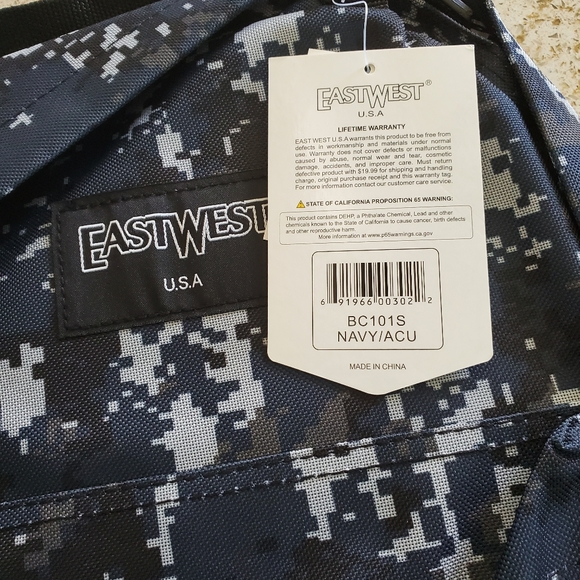 EASTWEST®
U.S.A
LIFETIME WARRANTY
EAST WEST U.S.A warrants this product to be free from
defects in workmanship and materials under normal
use. Warranty does not cover defects or malfunctions
caused by abuse, normal wear and tear, cosmetic
damage, accidents, and improper care. Must return
defective product with $19.99 for shipping and handling
charge, original purchase receipt and this warranty tag.
For more information contact our customer care service.
⚠STATE OF CALIFORNIA PROPOSITION 65 WARNING:
This product contains DEHP, a Phthalate Chemical, Lead and other
chemicals known to the State of California to cause cancer, birth defects
and other reproductive harm.
More information at www.p65warnings.ca.gov
6 91966 00302 2
BC101S
NAVY/ACU
MADE IN CHINA
EASTWEST
U.S.A